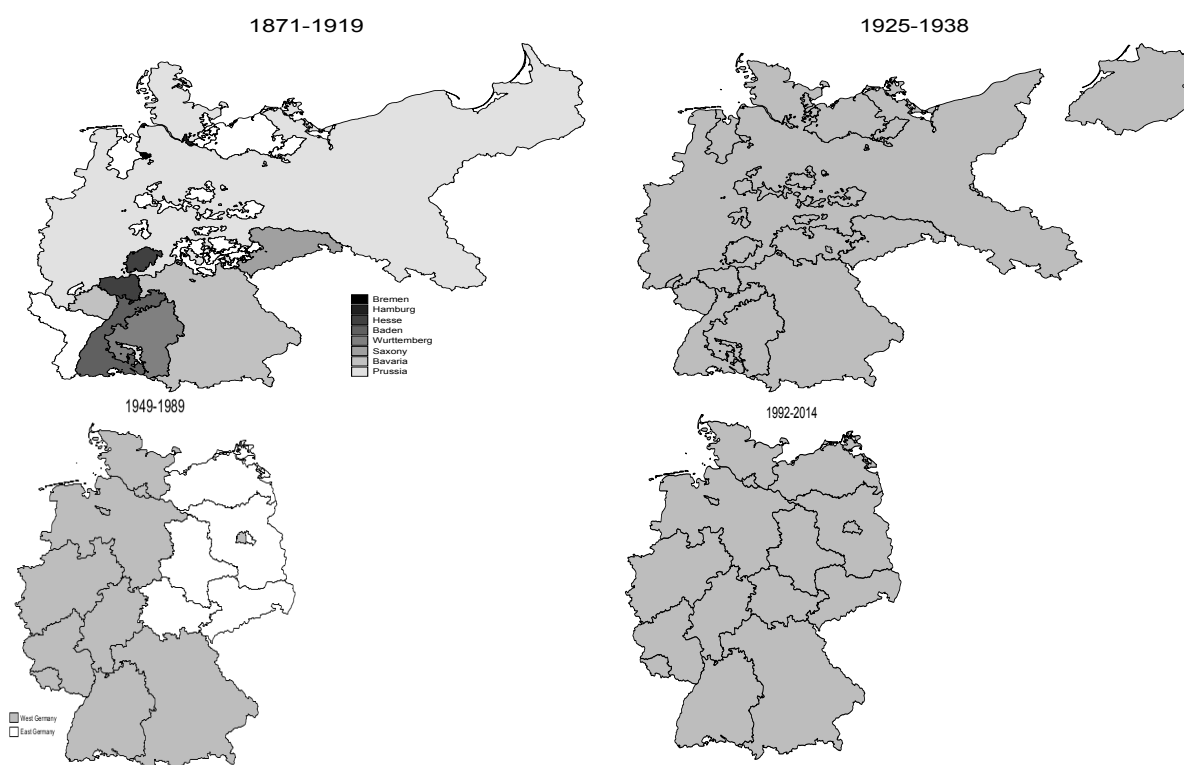 1871-1919
1925-1938
Bremen
Hamburg
Hesse
Baden
Wurttemberg
Saxony
Bavaria
Prussia
1949-1989
1992-2014
West Germany
East Germany